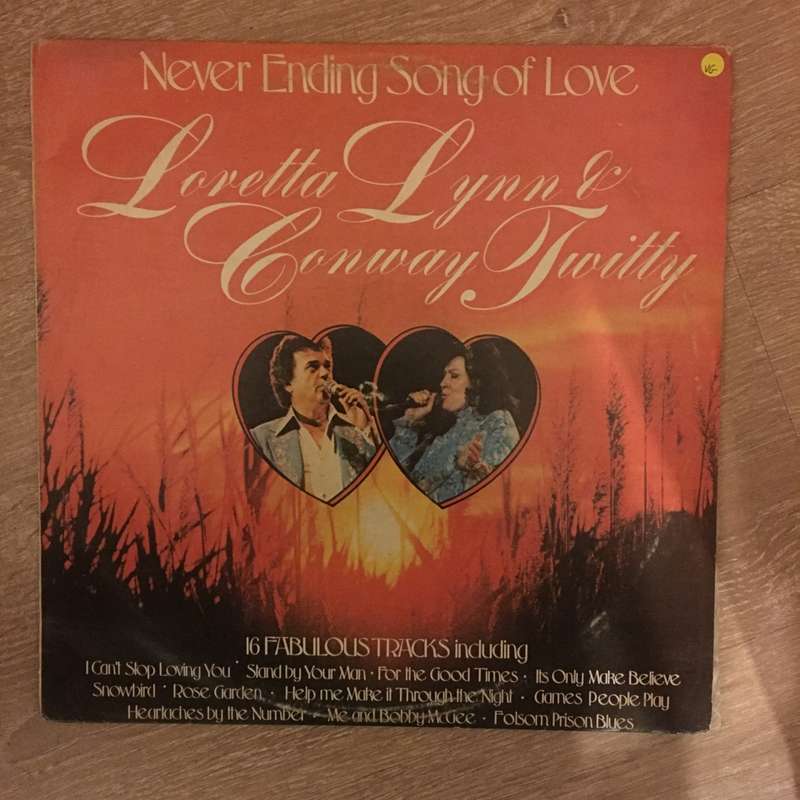 Never Ending Song of Love
VG-
Loretta Lynn &
Conway Twitty
16 FABULOUS TRACKS including
I Can't Stop Loving You · Stand by Your Man · For the Good Times · Its Only Make Believe
Snowbird · Rose Garden · Help me Make it Through the Night · Games People Play
Heartaches by the Number · Me and Bobby McGee · Folsom Prison Blues